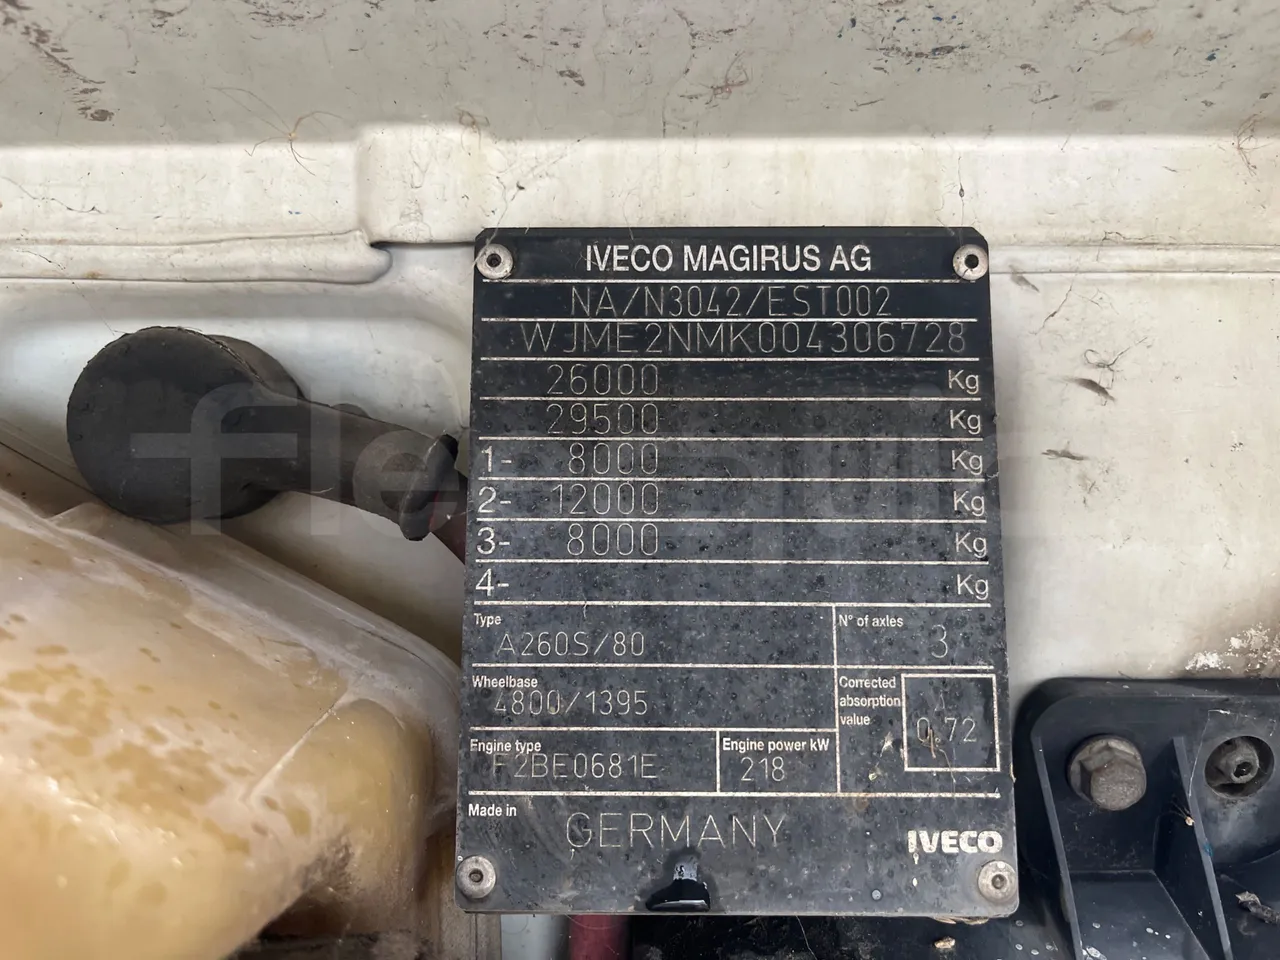 IVECO MAGIRUS AG
NA/N3042/EST002
WJME2NMK004306728
26000 Kg
29500 Kg
1- 8000 Kg
2- 12000 Kg
3- 8000 Kg
4- Kg
Type A260S/80
N° of axles 3
Wheelbase 4800/1395
Corrected absorption value 0.72
Engine type F2BE0681E
Engine power kW 218
Made in GERMANY
IVECO